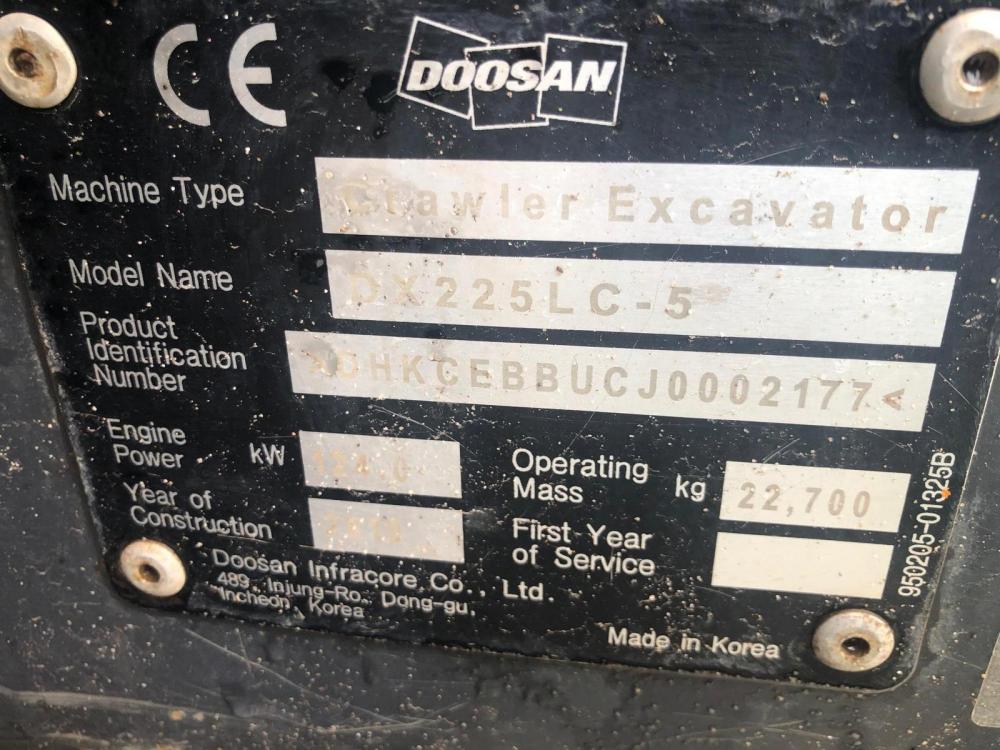 CE
DOOSAN
Machine Type Crawler Excavator
Model Name DX225LC-5
Product
Identification
Number
DHKCEBBUCJ0002177<
Engine
Power kW 124.0
Operating
Mass kg 22,700
Year of
Construction
First Year
of Service
Doosan Infracore Co., Ltd.
489, Injung-Ro, Dong-gu,
Incheon, Korea
Made in Korea
950205-01325B